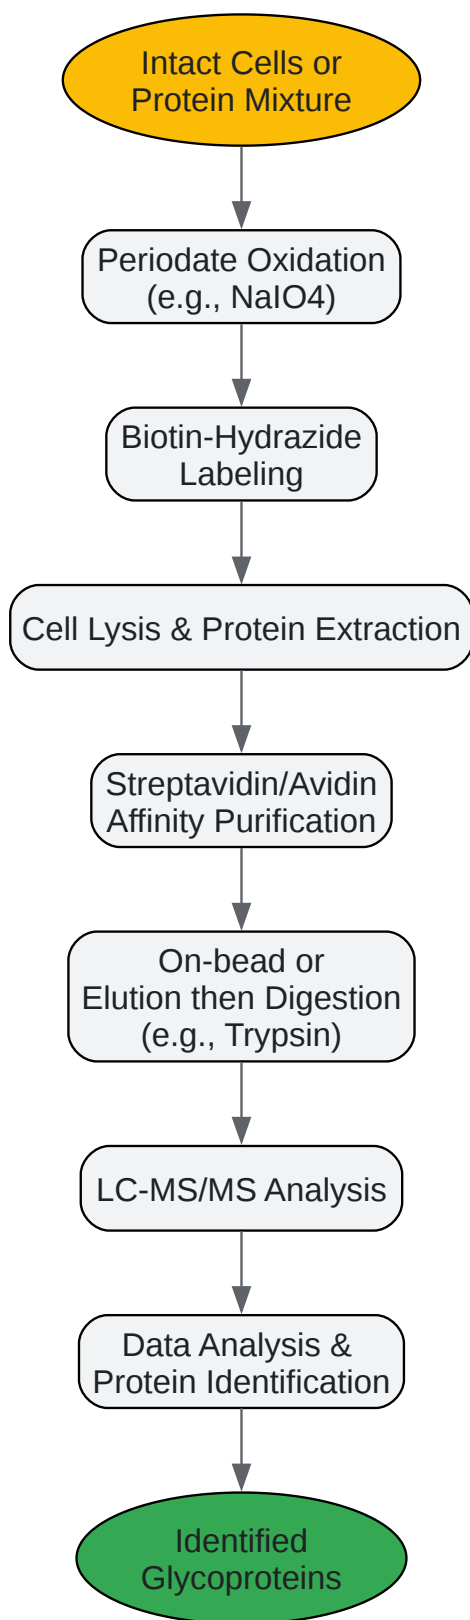 Intact Cells or
Protein Mixture
Periodate Oxidation
(e.g., NaIO4)
Biotin-Hydrazide
Labeling
Cell Lysis & Protein Extraction
Streptavidin/Avidin
Affinity Purification
On-bead or
Elution then Digestion
(e.g., Trypsin)
LC-MS/MS Analysis
Data Analysis &
Protein Identification
Identified
Glycoproteins